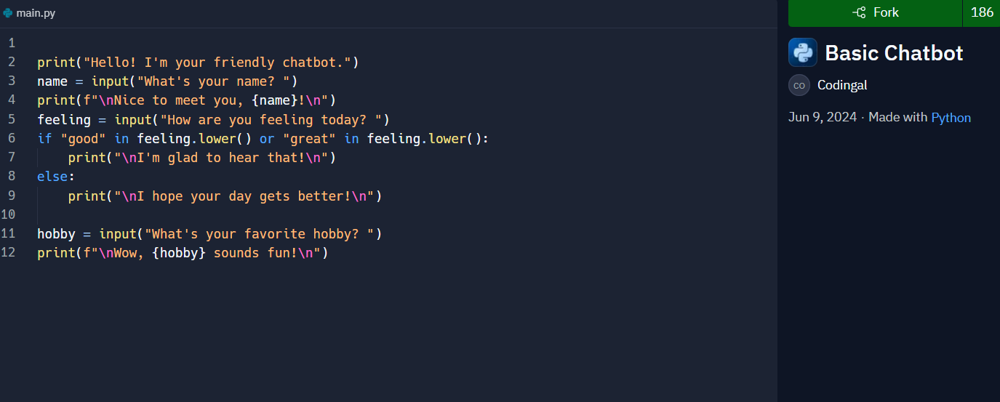 main.py
1
2 print("Hello! I'm your friendly chatbot.")
3 name = input("What's your name? ")
4 print(f"\nNice to meet you, {name}!\n")
5 feeling = input("How are you feeling today? ")
6 if "good" in feeling.lower() or "great" in feeling.lower():
7     print("\nI'm glad to hear that!\n")
8 else:
9     print("\nI hope your day gets better!\n")
10
11 hobby = input("What's your favorite hobby? ")
12 print(f"\nWow, {hobby} sounds fun!\n")
Fork 186
Basic Chatbot
CO Codingal
Jun 9, 2024 · Made with Python